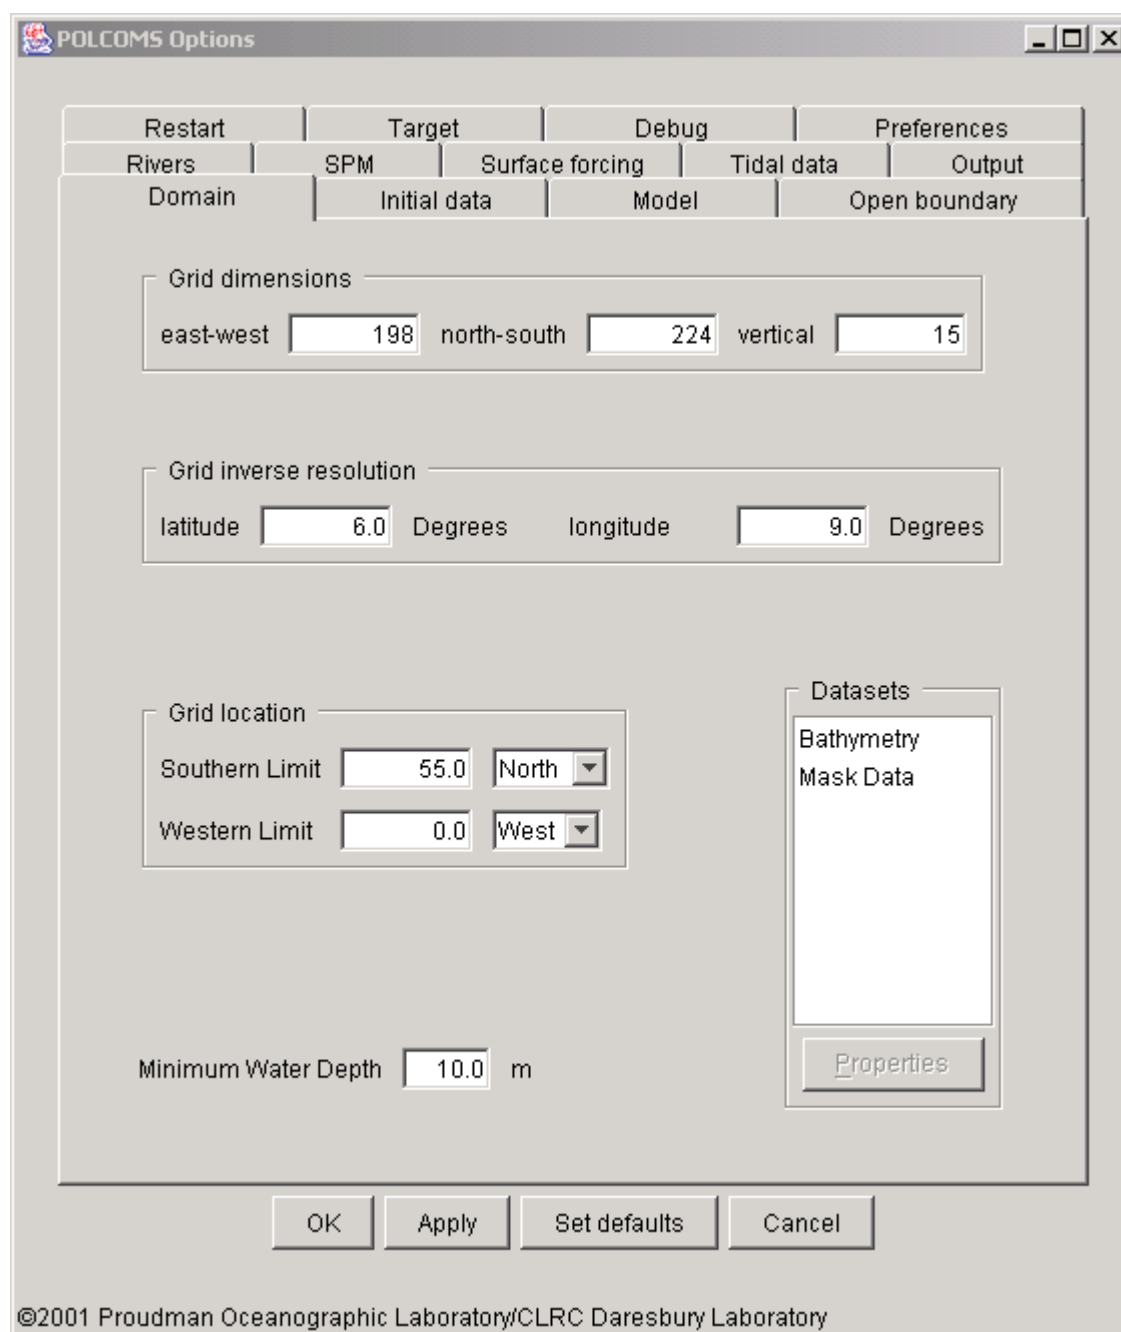 POLCOMS Options
Restart Target Debug Preferences
Rivers SPM Surface forcing Tidal data Output
Domain Initial data Model Open boundary
Grid dimensions
east-west 198 north-south 224 vertical 15
Grid inverse resolution
latitude 6.0 Degrees longitude 9.0 Degrees
Grid location
Southern Limit 55.0 North
Western Limit 0.0 West
Datasets
Bathymetry
Mask Data
Properties
Minimum Water Depth 10.0 m
OK Apply Set defaults Cancel
©2001 Proudman Oceanographic Laboratory/CLRC Daresbury Laboratory